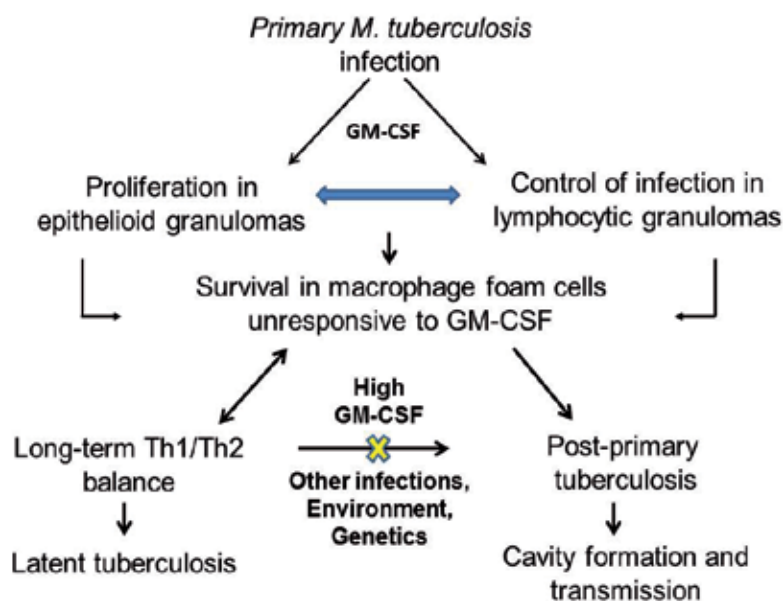 Primary M. tuberculosis
infection
GM-CSF
Proliferation in
epithelioid granulomas
Control of infection in
lymphocytic granulomas
Survival in macrophage foam cells
unresponsive to GM-CSF
High
GM-CSF
Long-term Th1/Th2
balance
Other infections,
Environment,
Genetics
Post-primary
tuberculosis
Latent tuberculosis
Cavity formation and
transmission